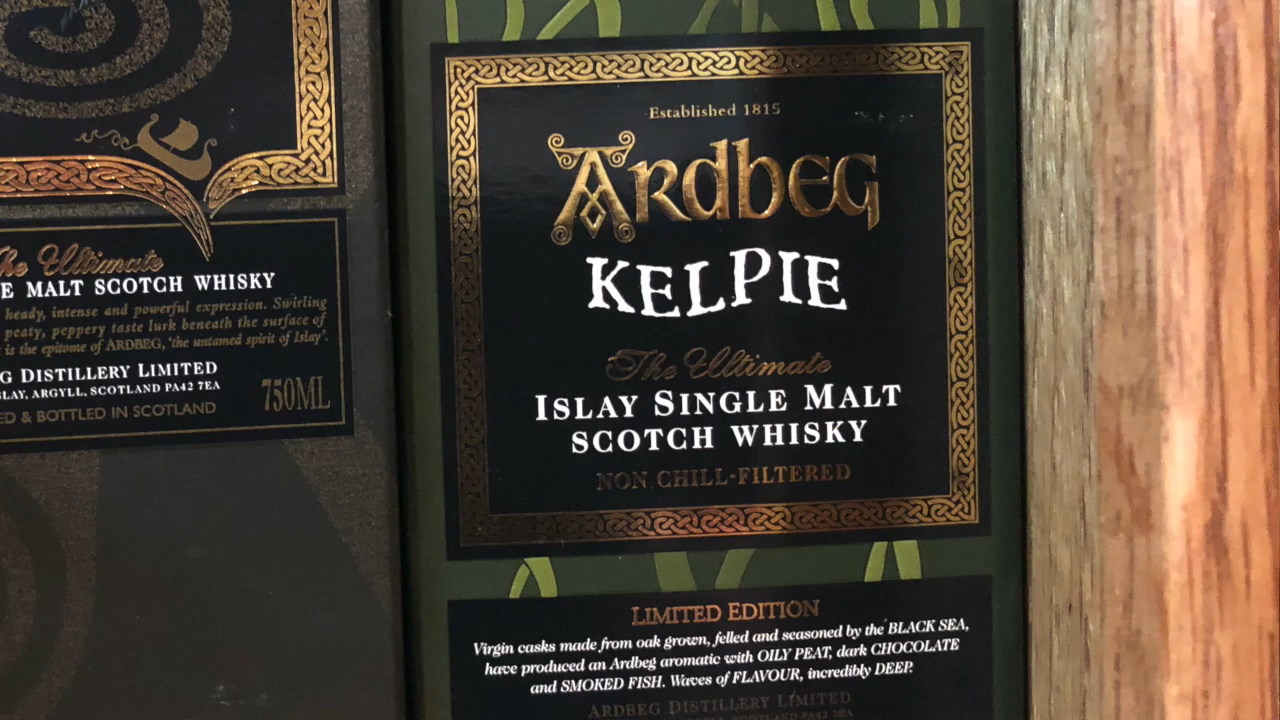 The Ultimate
E MALT SCOTCH WHISKY
heady, intense and powerful expression. Swirling
peaty, peppery taste lurk beneath the surface of
is the epitome of ARDBEG, 'the untamed spirit of Islay'.
G DISTILLERY LIMITED
SLAY, ARGYLL, SCOTLAND PA42 7EA
ED & BOTTLED IN SCOTLAND
750ML
Established 1815
ARDBEG
KELPIE
The Ultimate
ISLAY SINGLE MALT
SCOTCH WHISKY
NON CHILL-FILTERED
LIMITED EDITION
Virgin casks made from oak grown, felled and seasoned by the BLACK SEA,
have produced an Ardbeg aromatic with OILY PEAT, dark CHOCOLATE
and SMOKED FISH. Waves of FLAVOUR, incredibly DEEP.
ARDBEG DISTILLERY LIMITED
SCOTLAND PA42 7EA